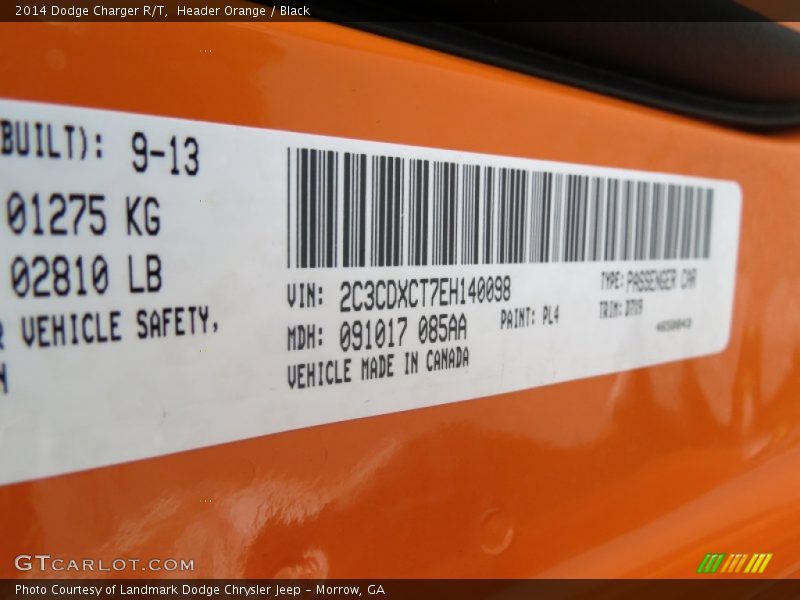 2014 Dodge Charger R/T, Header Orange / Black
BUILT): 9-13
01275 KG
02810 LB
VEHICLE SAFETY,
VIN: 2C3CDXCT7EH140098
TYPE: PASSENGER CAR
MDH: 091017 085AA
PAINT: PL4
TRIM:
VEHICLE MADE IN CANADA
GTCARLOT.COM
Photo Courtesy of Landmark Dodge Chrysler Jeep - Morrow, GA